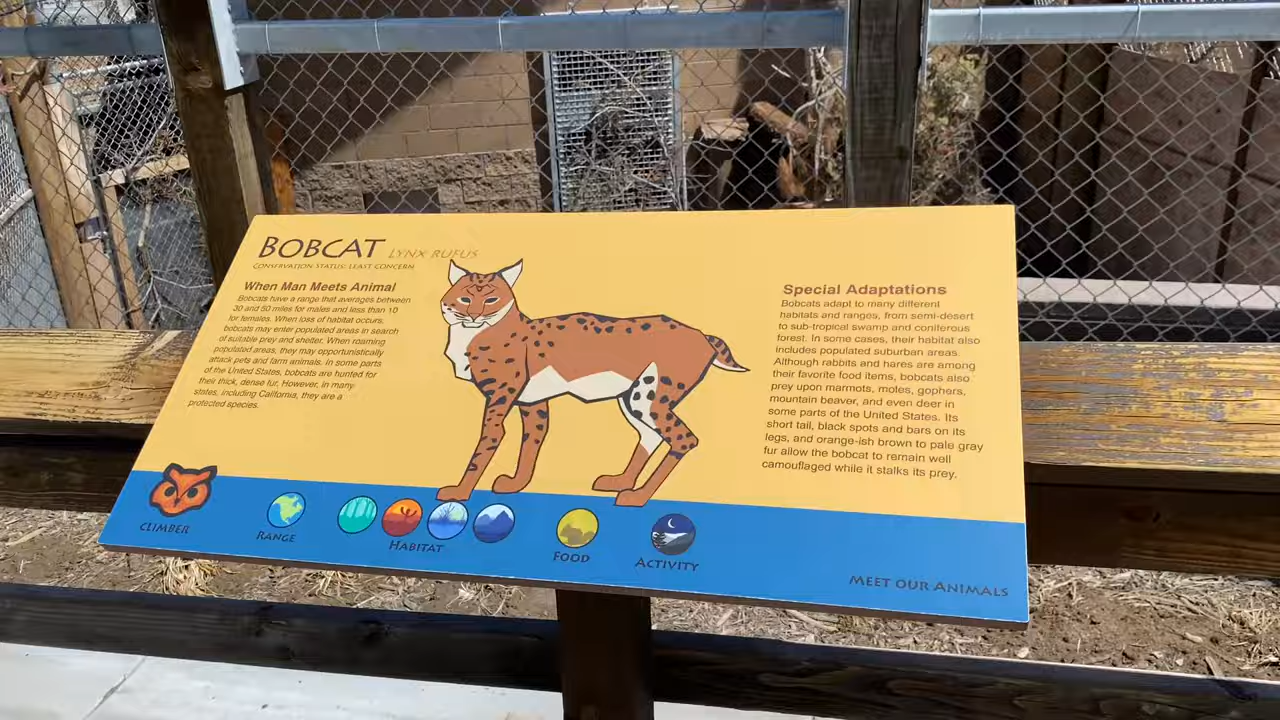 BOBCAT LYNX RUFUS
CONSERVATION STATUS: LEAST CONCERN
When Man Meets Animal
Bobcats have a range that averages between
30 and 50 miles for males and less than 10
for females. When loss of habitat occurs,
bobcats may enter populated areas in search
of suitable prey and shelter. When roaming
populated areas, they may opportunistically
attack pets and farm animals. In some parts
of the United States, bobcats are hunted for
their thick, dense fur. However, in many
states, including California, they are a
protected species.
Special Adaptations
Bobcats adapt to many different
habitats and ranges, from semi-desert
to sub-tropical swamp and coniferous
forest. In some cases, their habitat also
includes populated suburban areas.
Although rabbits and hares are among
their favorite food items, bobcats also
prey upon marmots, moles, gophers,
mountain beaver, and even deer in
some parts of the United States. Its
short tail, black spots and bars on its
legs, and orange-ish brown to pale gray
fur allow the bobcat to remain well
camouflaged while it stalks its prey.
CLIMBER
RANGE
HABITAT
FOOD
ACTIVITY
MEET OUR ANIMALS